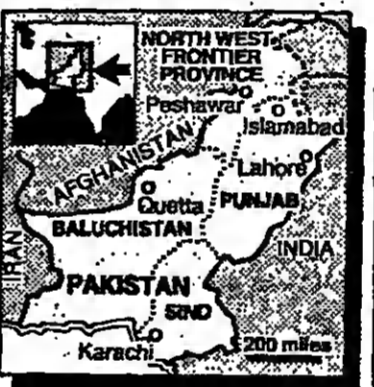 NORTH WEST
FRONTIER
PROVINCE
Peshawar
Islamabad
AFGHANISTAN
Lahore
Quetta
PUNJAB
BALUCHISTAN
INDIA
IRAN
PAKISTAN
SIND
Karachi
200 miles